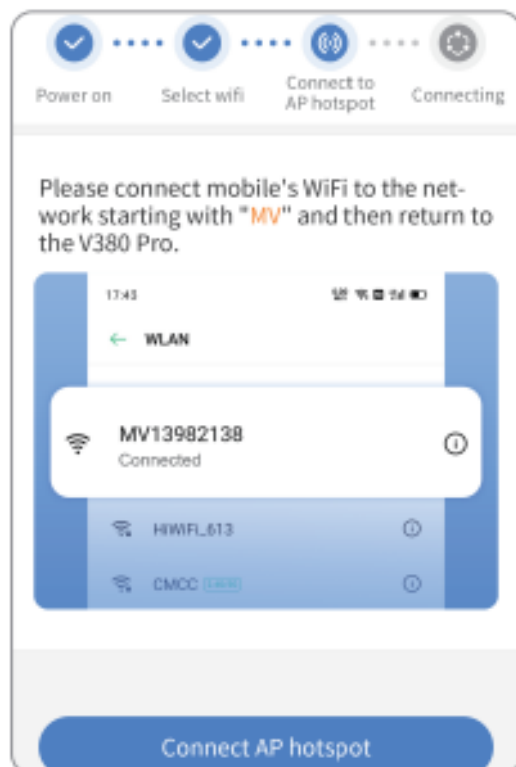 Power on
Select wifi
Connect to
AP hotspot
Connecting
Please connect mobile's WiFi to the net-
work starting with "MV" and then return to
the V380 Pro.
17:43
WLAN
MV13982138
Connected
HiWiFi_613
CMCC
Connect AP hotspot